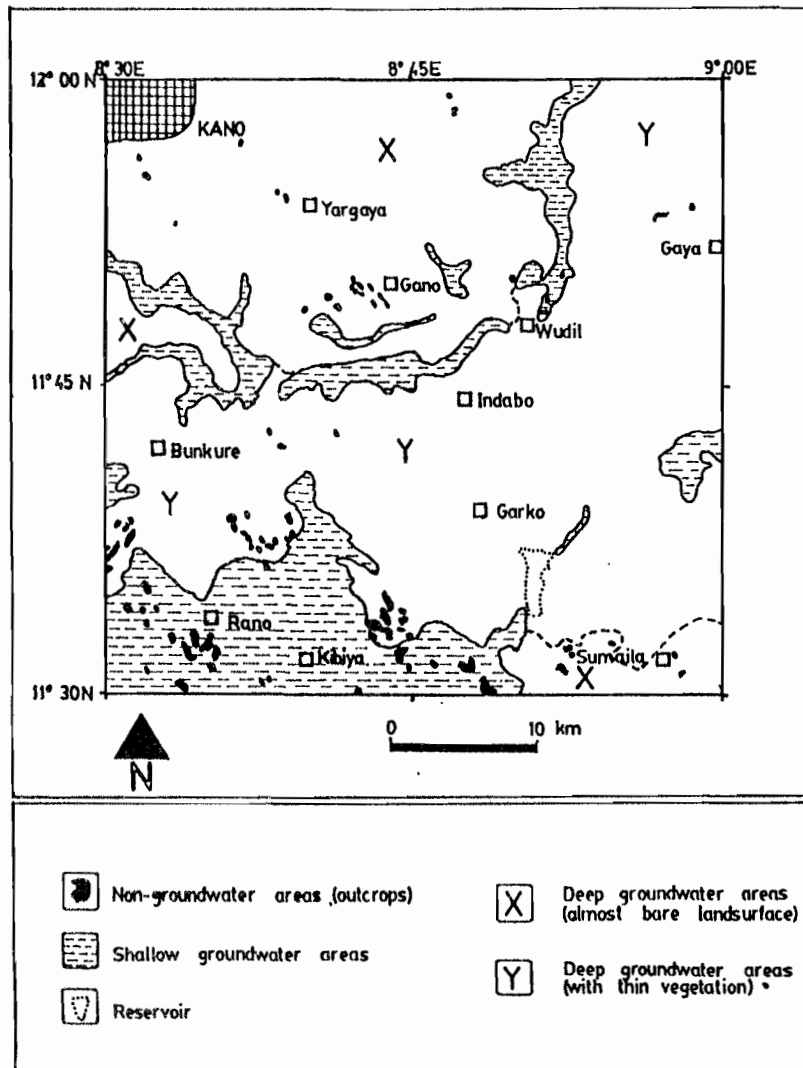 8°30E 8°45E 9°00E
12°00N
KANO
X
Y
Yargaya
Gaya
Gano
X
Wudil
11°45N
Indabo
Y
Bunkure
Y
Garko
Rano
Kibiya
Sumaila
X
11°30N
0 10 km
N
Non-groundwater areas (outcrops)
Shallow groundwater areas
Reservoir
X Deep groundwater areas
(almost bare landsurface)
Y Deep groundwater areas
(with thin vegetation)